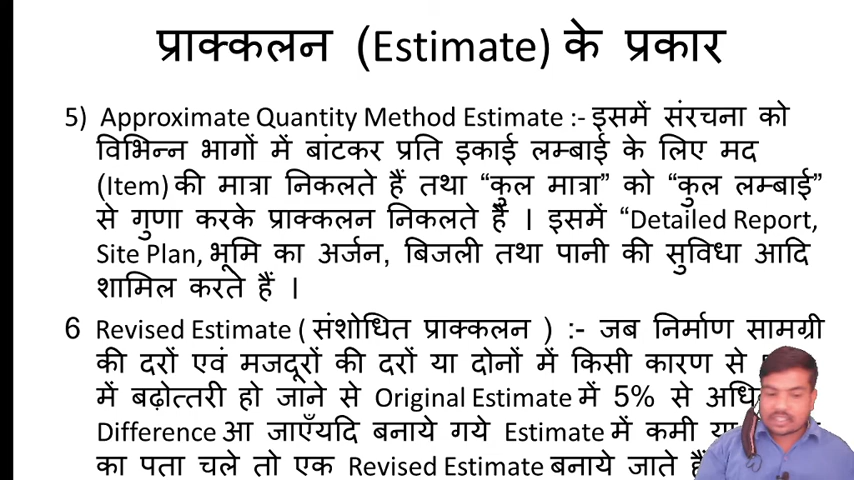 प्राक्कलन (Estimate) के प्रकार
5) Approximate Quantity Method Estimate :- इसमें संरचना को
विभिन्न भागों में बांटकर प्रति इकाई लम्बाई के लिए मद
(Item) की मात्रा निकलते हैं तथा “कुल मात्रा” को “कुल लम्बाई”
से गुणा करके प्राक्कलन निकलते हैं । इसमें “Detailed Report,
Site Plan, भूमि का अर्जन, बिजली तथा पानी की सुविधा आदि
शामिल करते हैं ।
6 Revised Estimate ( संशोधित प्राक्कलन ) :- जब निर्माण सामग्री
की दरों एवं मजदूरों की दरों या दोनों में किसी कारण से
में बढ़ोत्तरी हो जाने से Original Estimate में 5% से
Difference आ जाएँयदि बनाये गये Estimate में कमी
का पता चले तो एक Revised Estimate बनाये जाते